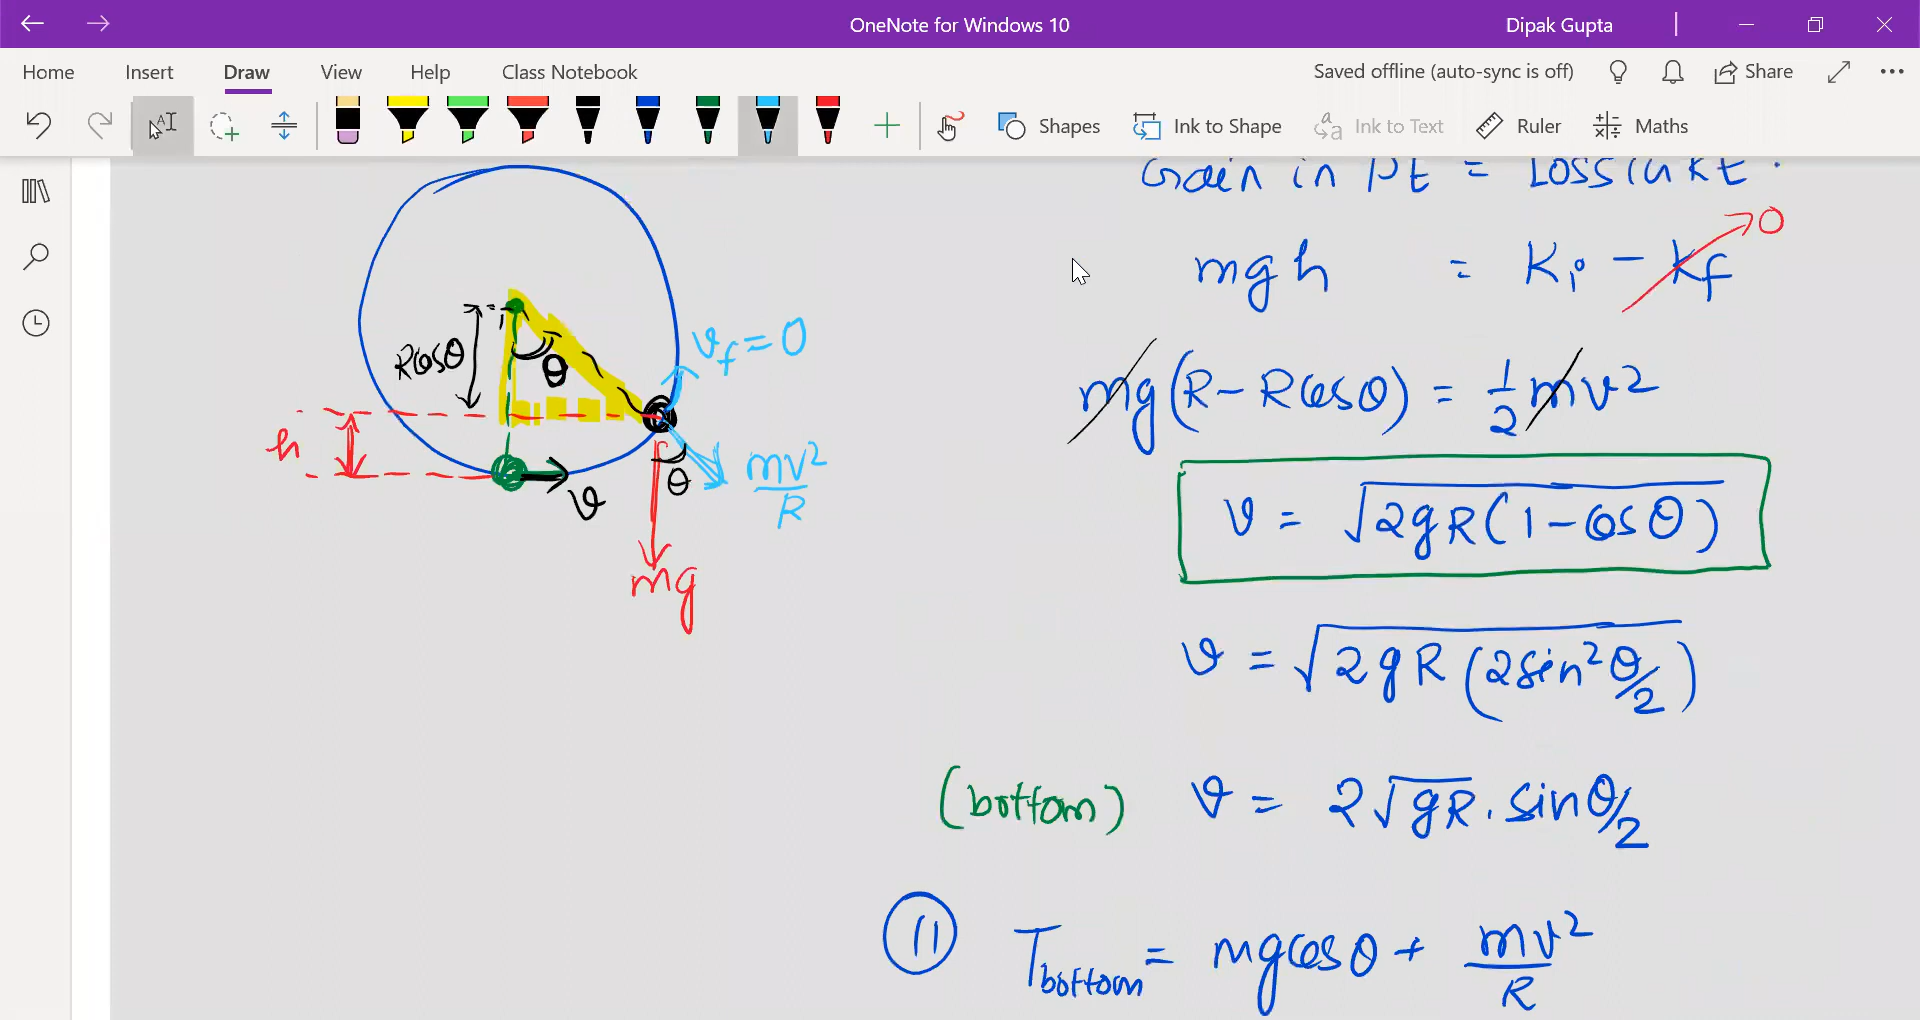 OneNote for Windows 10
Dipak Gupta
Home Insert Draw View Help Class Notebook
Saved offline (auto-sync is off) Share
Shapes Ink to Shape Ink to Text Ruler Maths
Gain in PE = Loss in KE
mgh = Ki - Kf → 0
mg(R - Rcosθ) = 1/2 mv²
v = √2gR(1-cosθ)
v = √2gR(2sin²θ/2)
(bottom) v = 2√gR . sinθ/2
(11) Tbottom = mgcosθ + mv²/R
Rcosθ
θ
vf = 0
h
v
θ
mv²/R
mg